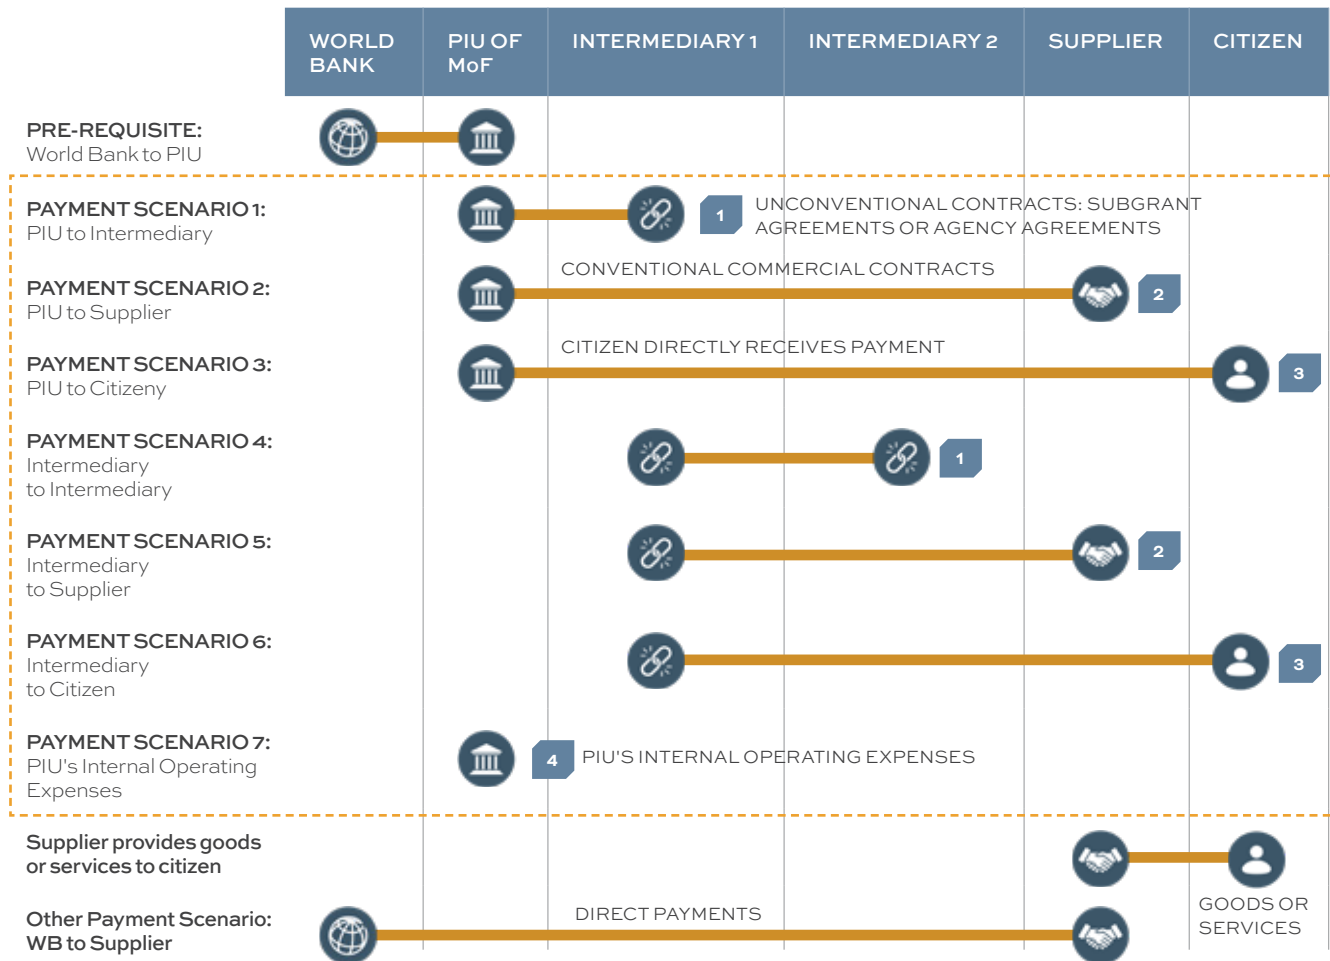 WORLD BANK
PIU OF MoF
INTERMEDIARY 1
INTERMEDIARY 2
SUPPLIER
CITIZEN
PRE-REQUISITE:
World Bank to PIU
PAYMENT SCENARIO 1:
PIU to Intermediary
1
UNCONVENTIONAL CONTRACTS: SUBGRANT
AGREEMENTS OR AGENCY AGREEMENTS
PAYMENT SCENARIO 2:
PIU to Supplier
CONVENTIONAL COMMERCIAL CONTRACTS
2
PAYMENT SCENARIO 3:
PIU to Citizeny
CITIZEN DIRECTLY RECEIVES PAYMENT
3
PAYMENT SCENARIO 4:
Intermediary
to Intermediary
1
PAYMENT SCENARIO 5:
Intermediary
to Supplier
2
PAYMENT SCENARIO 6:
Intermediary
to Citizen
3
PAYMENT SCENARIO 7:
PIU's Internal Operating
Expenses
4
PIU'S INTERNAL OPERATING EXPENSES
Supplier provides goods
or services to citizen
GOODS OR
SERVICES
Other Payment Scenario:
WB to Supplier
DIRECT PAYMENTS